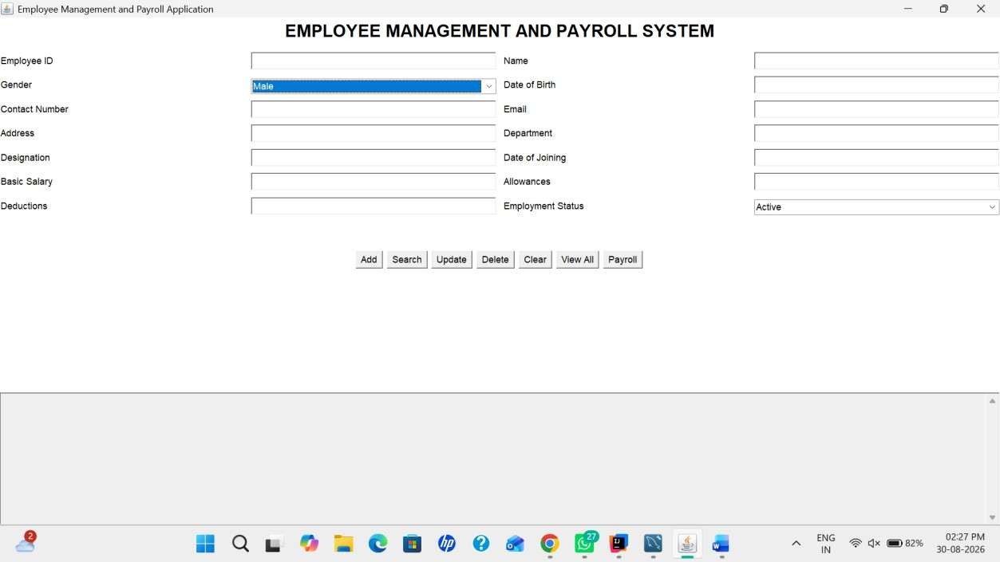 Employee Management and Payroll Application
EMPLOYEE MANAGEMENT AND PAYROLL SYSTEM
Employee ID Name
Gender Male Date of Birth
Contact Number Email
Address Department
Designation Date of Joining
Basic Salary Allowances
Deductions Employment Status Active
Add Search Update Delete Clear View All Payroll
2 hp ? 27 IJ W ENG 82% 02:27 PM
IN 30-08-2026